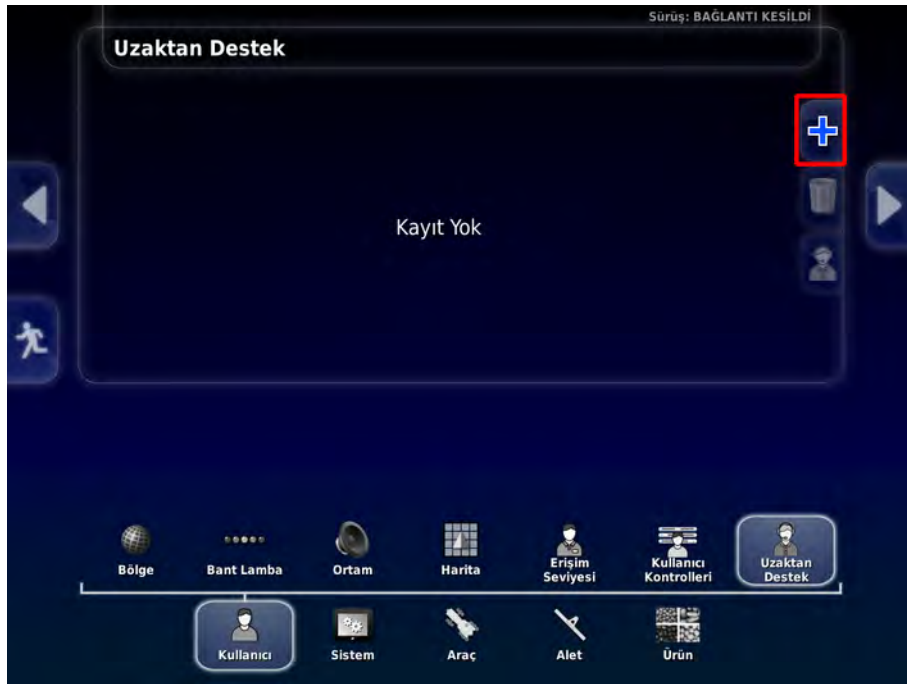 Sürüş: BAĞLANTI KESİLDİ
Uzaktan Destek
Kayıt Yok
Bölge
Bant Lamba
Ortam
Harita
Erişim
Seviyesi
Kullanıcı
Kontrolleri
Uzaktan
Destek
Kullanıcı
Sistem
Araç
Alet
Ürün